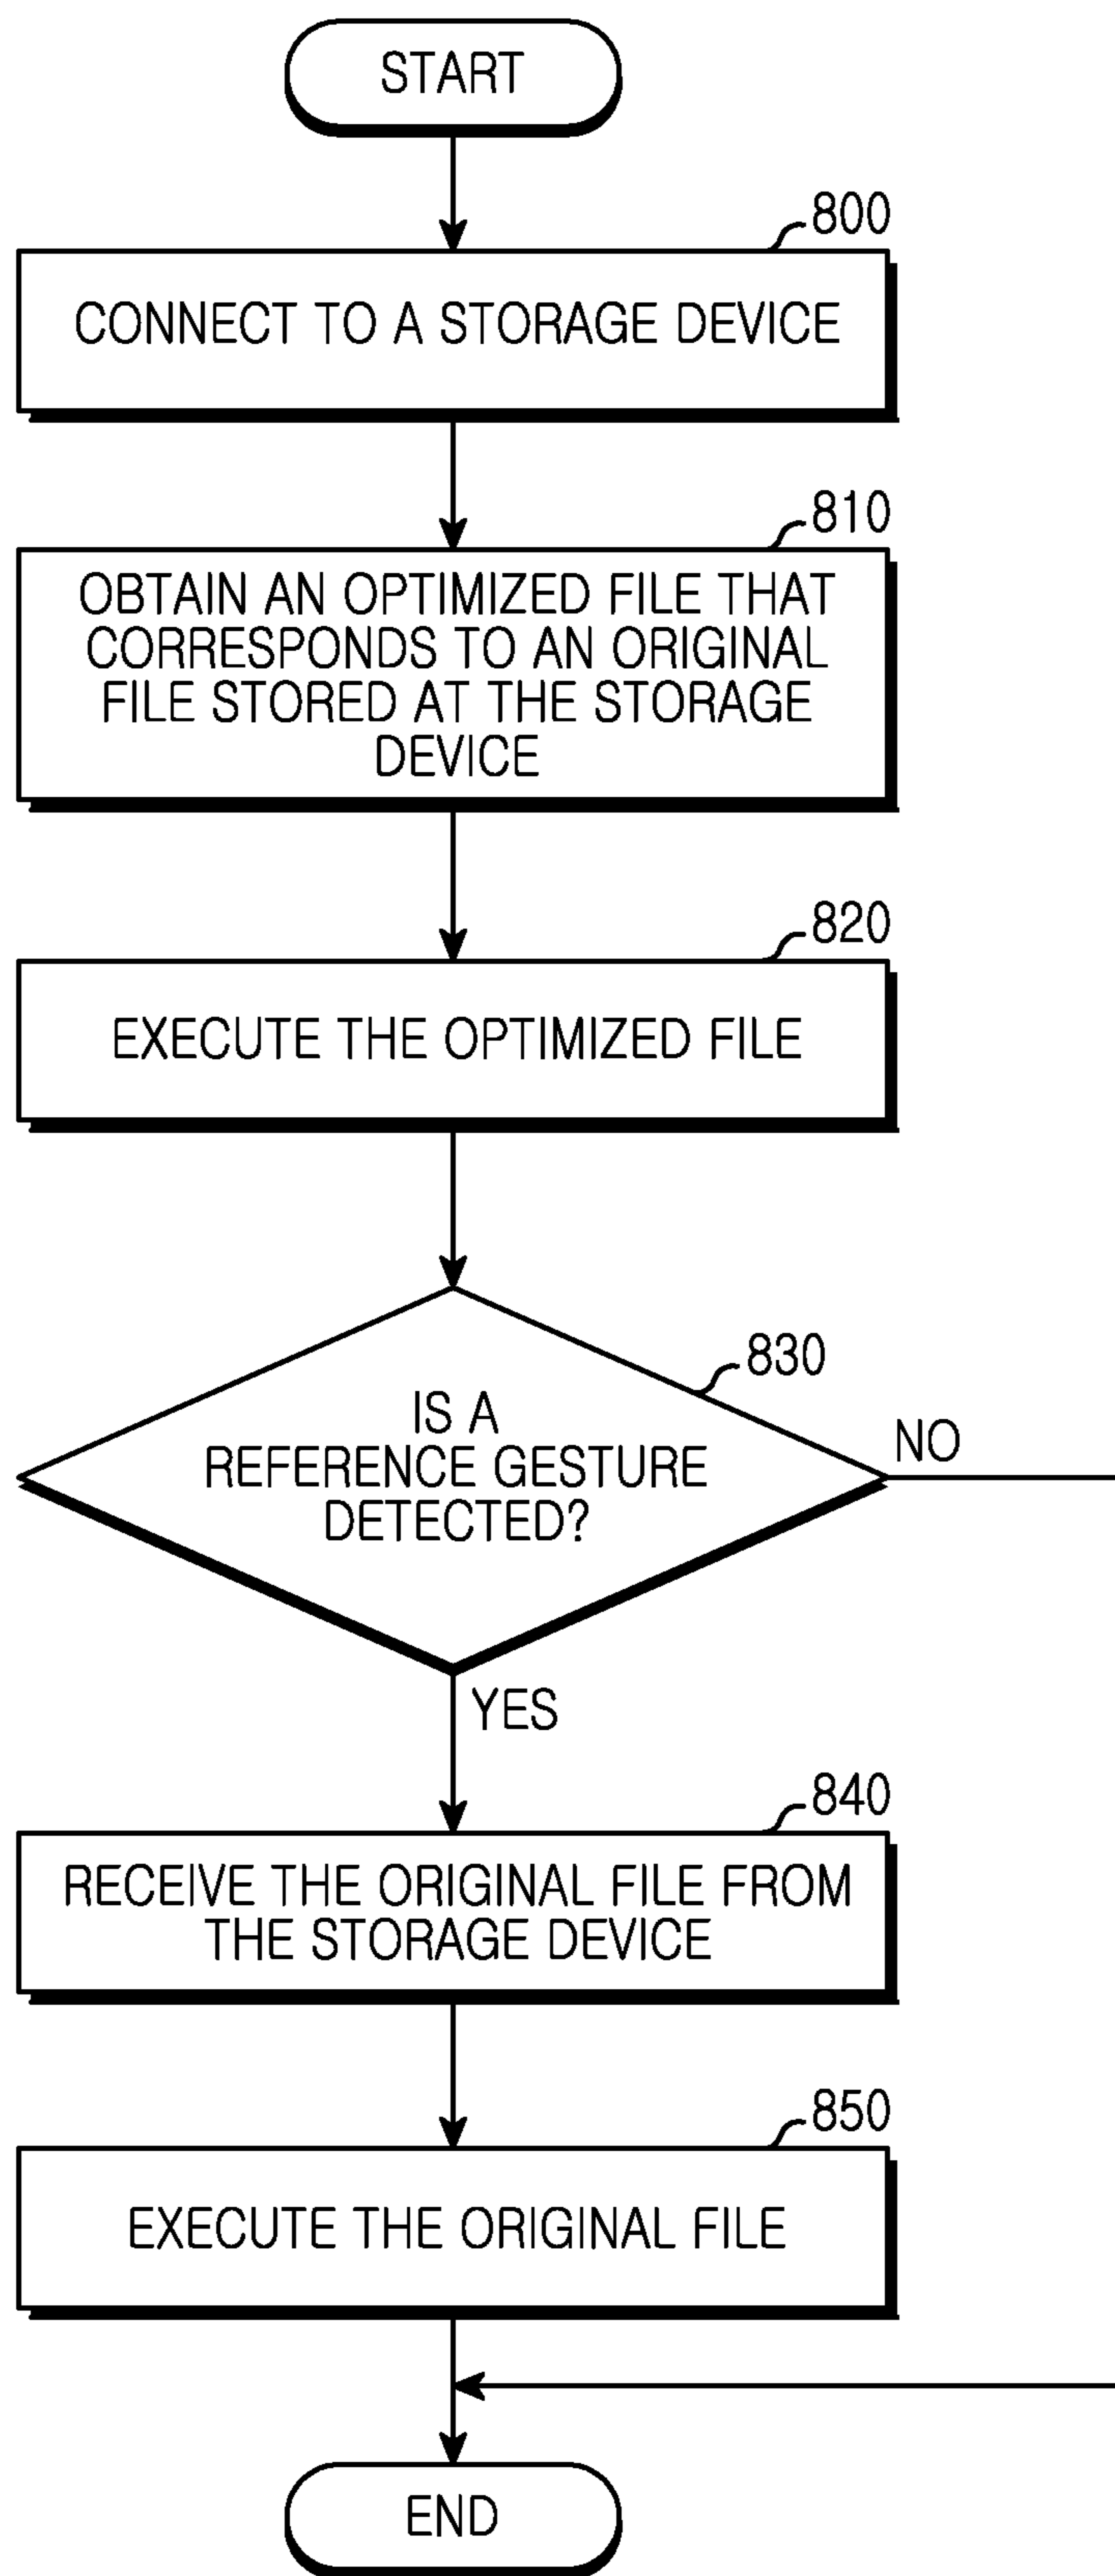 START
800
CONNECT TO A STORAGE DEVICE
810
OBTAIN AN OPTIMIZED FILE THAT
CORRESPONDS TO AN ORIGINAL
FILE STORED AT THE STORAGE
DEVICE
820
EXECUTE THE OPTIMIZED FILE
830
IS A
REFERENCE GESTURE
DETECTED?
NO
YES
840
RECEIVE THE ORIGINAL FILE FROM
THE STORAGE DEVICE
850
EXECUTE THE ORIGINAL FILE
END